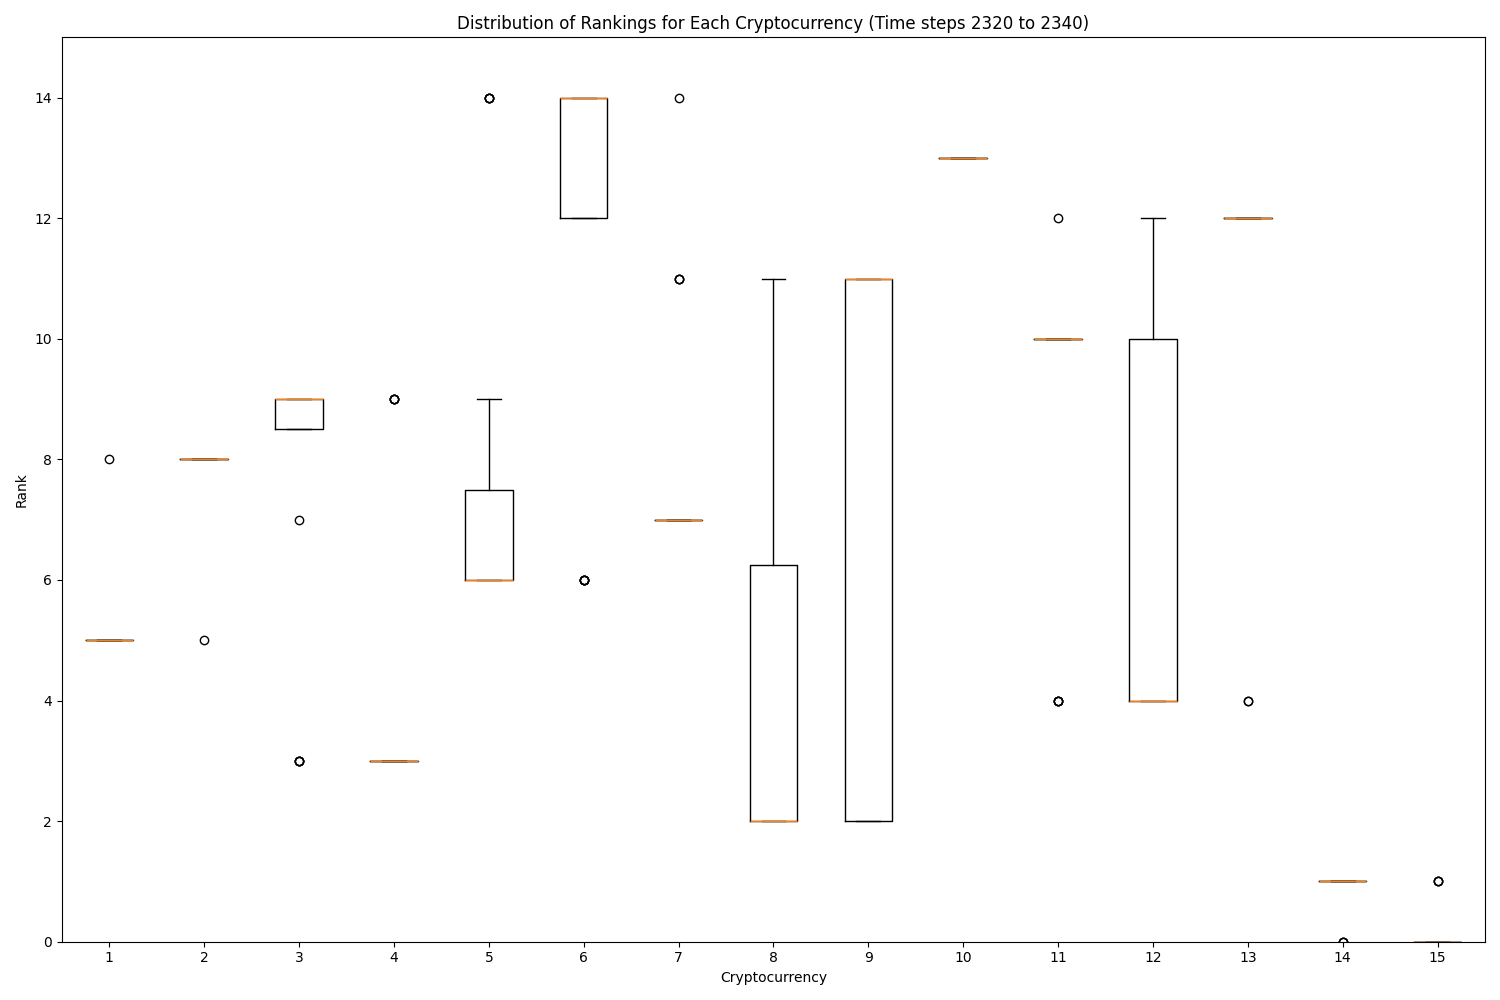 Distribution of Rankings for Each Cryptocurrency (Time steps 2320 to 2340)
14
12
10
8
6
4
2
0
Rank
1 2 3 4 5 6 7 8 9 10 11 12 13 14 15
Cryptocurrency